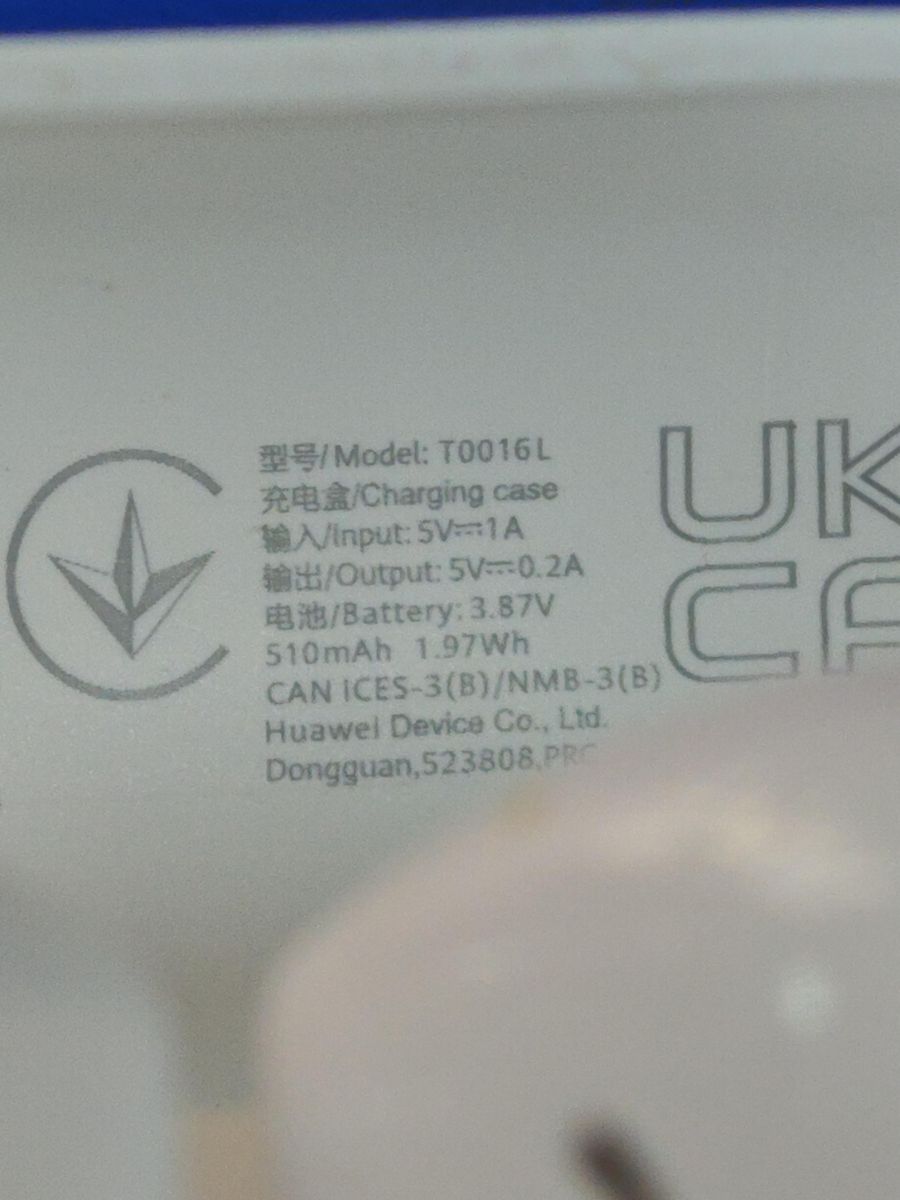 型号/Model: T0016L
充电盒/Charging case
输入/Input: 5V⎓1A
输出/Output: 5V⎓0.2A
电池/Battery: 3.87V
510mAh 1.97Wh
CAN ICES-3(B)/NMB-3(B)
Huawei Device Co., Ltd.
Dongguan,523808,PRC
UK
CA